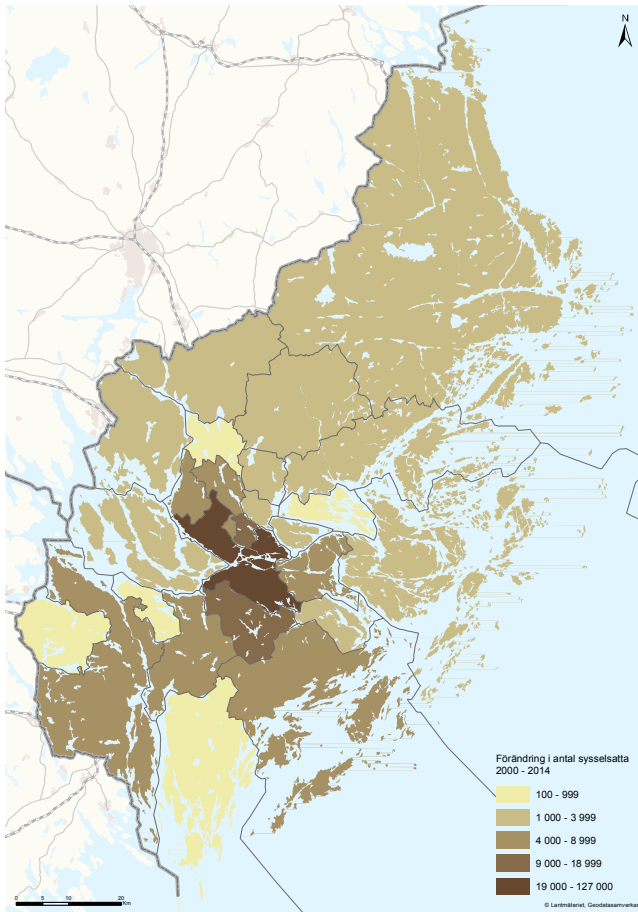 N
Förändring i antal sysselsatta
2000 - 2014
100 - 999
1 000 - 3 999
4 000 - 8 999
9 000 - 18 999
19 000 - 127 000
0 5 10 20
Km
© Lantmäteriet, Geodatasamverkan